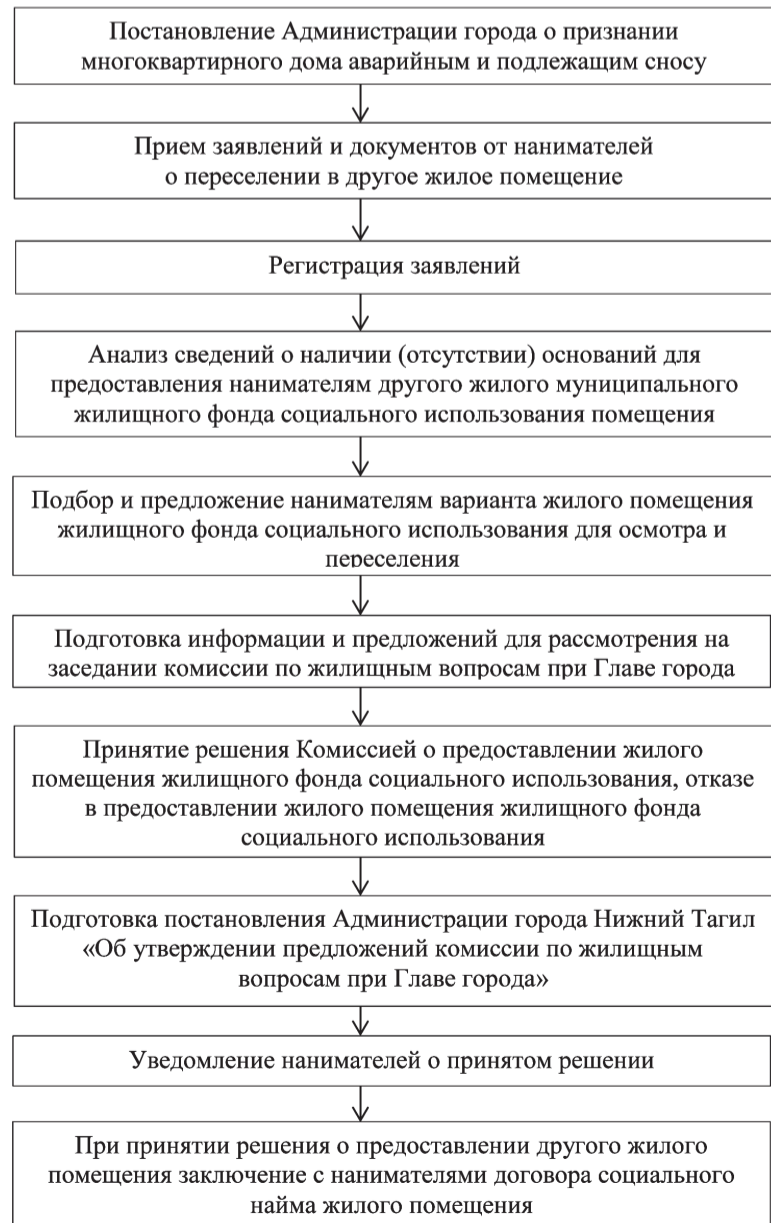 Постановление Администрации города о признании
многоквартирного дома аварийным и подлежащим сносу
Прием заявлений и документов от нанимателей
о переселении в другое жилое помещение
Регистрация заявлений
Анализ сведений о наличии (отсутствии) оснований для
предоставления нанимателям другого жилого муниципального
жилищного фонда социального использования помещения
Подбор и предложение нанимателям варианта жилого помещения
жилищного фонда социального использования для осмотра и
переселения
Подготовка информации и предложений для рассмотрения на
заседании комиссии по жилищным вопросам при Главе города
Принятие решения Комиссией о предоставлении жилого
помещения жилищного фонда социального использования, отказе
в предоставлении жилого помещения жилищного фонда
социального использования
Подготовка постановления Администрации города Нижний Тагил
«Об утверждении предложений комиссии по жилищным
вопросам при Главе города»
Уведомление нанимателей о принятом решении
При принятии решения о предоставлении другого жилого
помещения заключение с нанимателями договора социального
найма жилого помещения